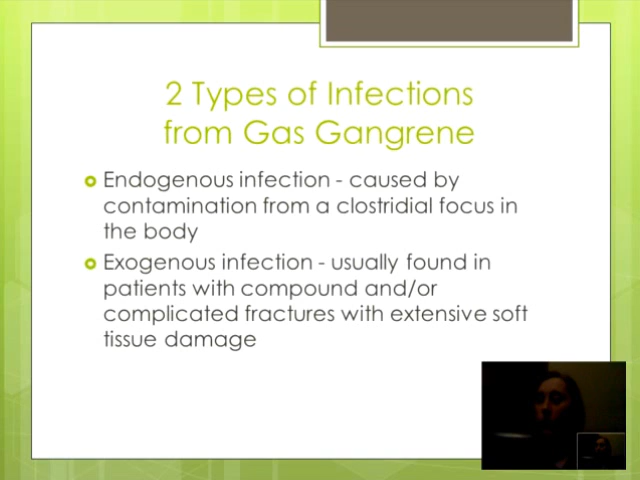 2 Types of Infections
from Gas Gangrene
Endogenous infection - caused by
contamination from a clostridial focus in
the body
Exogenous infection - usually found in
patients with compound and/or
complicated fractures with extensive soft
tissue damage